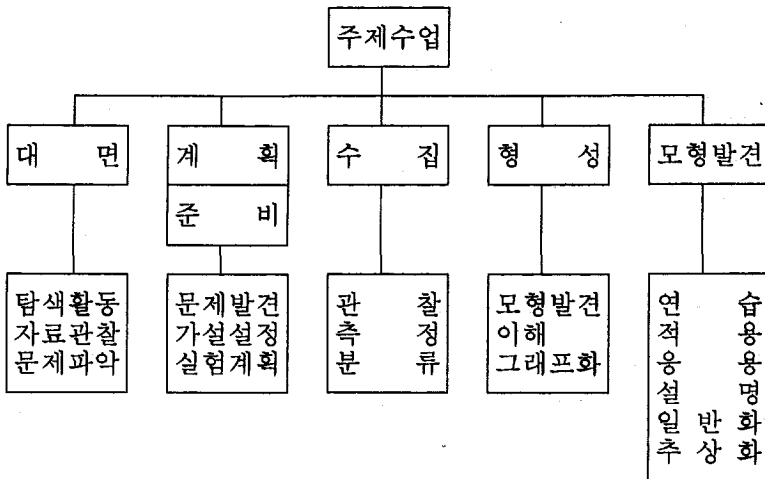 주제수업
대 면
계 획
준 비
수 집
형 성
모형발견
탐색활동
자료관찰
문제파악
문제발견
가설설정
실험계획
관 찰
측 정
분 류
모형발견
이해
그래프화
연 습
적 용
응 용
설 명
일 반 화
추 상 화